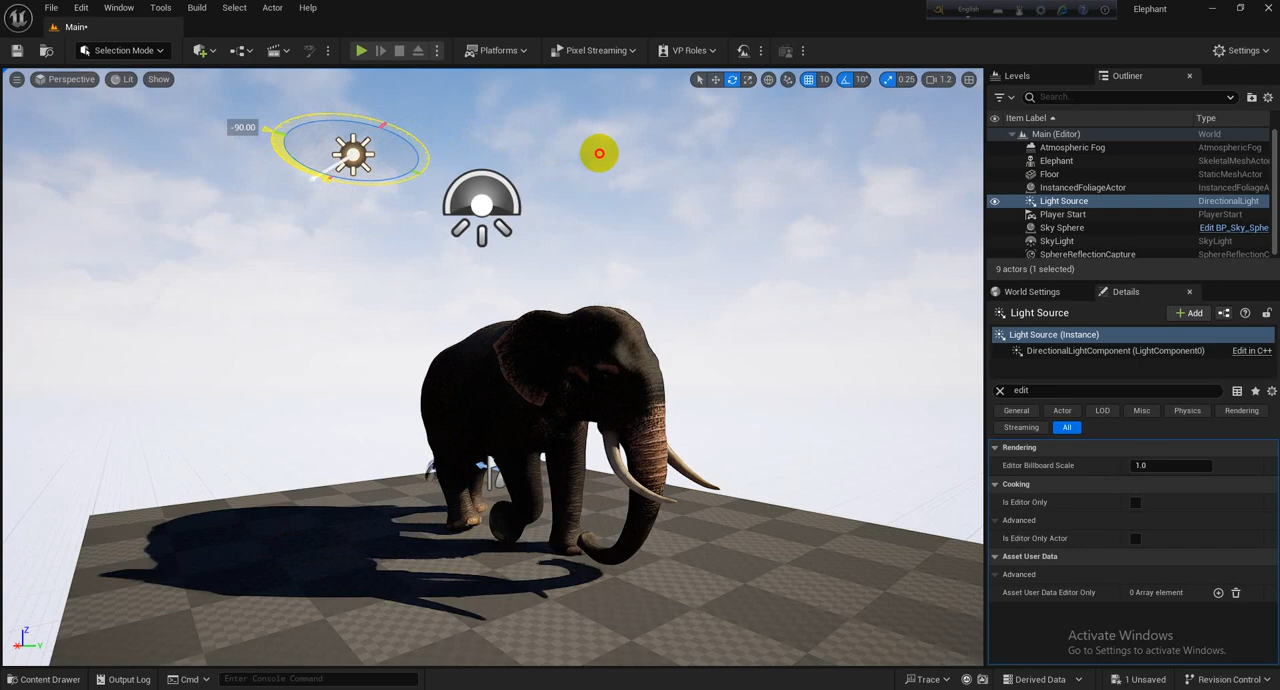 File Edit Window Tools Build Select Actor Help
English
Elephant
Main*
Selection Mode
Platforms
Pixel Streaming
VP Roles
Settings
Perspective
Lit
Show
10
10°
0.25
1.2
-90.00
Levels
Outliner
Search...
Item Label
Type
Main (Editor) World
Atmospheric Fog AtmosphericFog
Elephant SkeletalMeshActo
Floor StaticMeshActor
InstancedFoliageActor InstancedFoliageA
Light Source DirectionalLight
Player Start PlayerStart
Sky Sphere Edit BP_Sky_Sphe
SkyLight SkyLight
SphereReflectionCapture SphereReflectionC
9 actors (1 selected)
World Settings
Details
Light Source
Add
Light Source (Instance)
DirectionalLightComponent (LightComponent0) Edit in C++
edit
General Actor LOD Misc Physics Rendering
Streaming All
Rendering
Editor Billboard Scale 1.0
Cooking
Is Editor Only
Advanced
Is Editor Only Actor
Asset User Data
Advanced
Asset User Data Editor Only 0 Array element
Activate Windows
Go to Settings to activate Windows.
Z
X
Y
Content Drawer
Output Log
Cmd
Enter Console Command
Trace
Derived Data
1 Unsaved
Revision Control